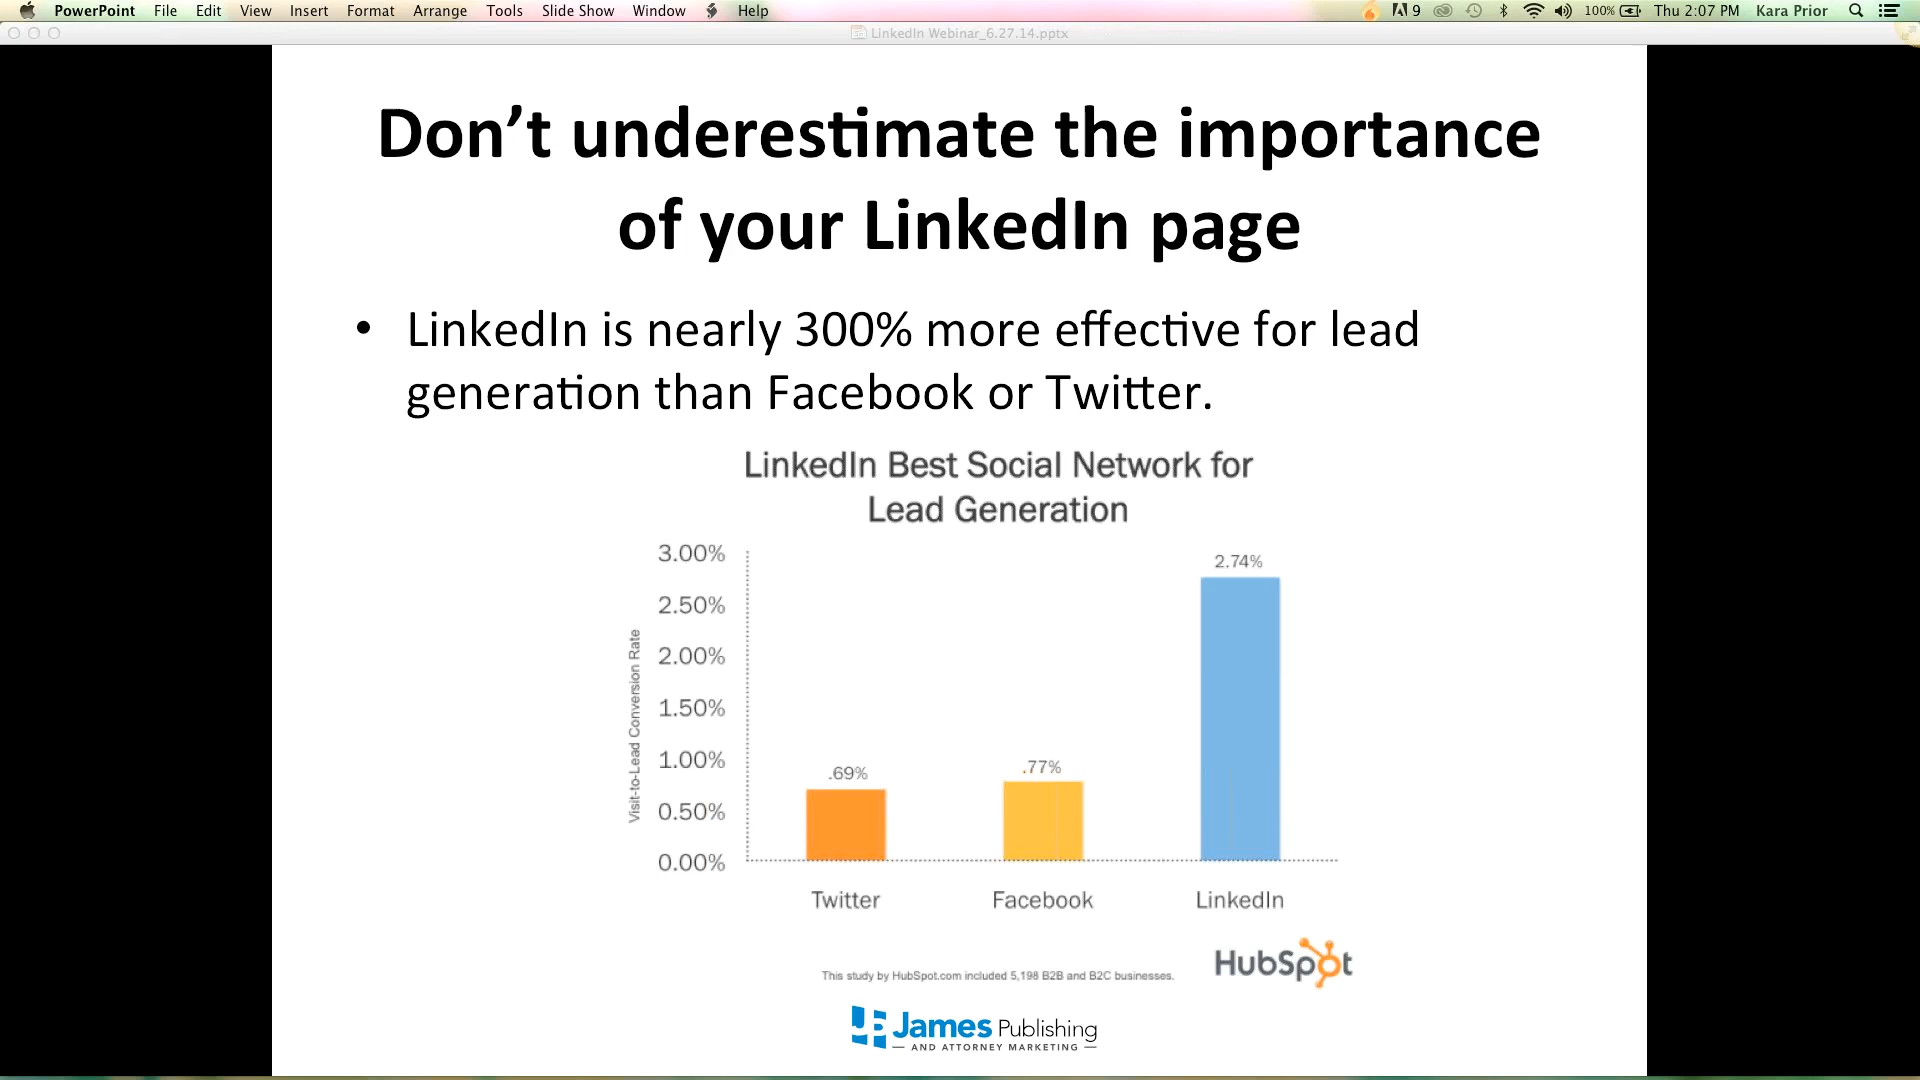 PowerPoint File Edit View Insert Format Arrange Tools Slide Show Window Help 9 100% Thu 2:07 PM Kara Prior
LinkedIn Webinar_6.27.14.pptx
Don’t underestimate the importance
of your LinkedIn page
• LinkedIn is nearly 300% more effective for lead
generation than Facebook or Twitter.
LinkedIn Best Social Network for
Lead Generation
Visit-to-Lead Conversion Rate
3.00%
2.50%
2.00%
1.50%
1.00%
0.50%
0.00%
.69%
.77%
2.74%
Twitter Facebook LinkedIn
This study by HubSpot.com included 5,198 B2B and B2C businesses.
HubSpot
James Publishing
— AND ATTORNEY MARKETING —